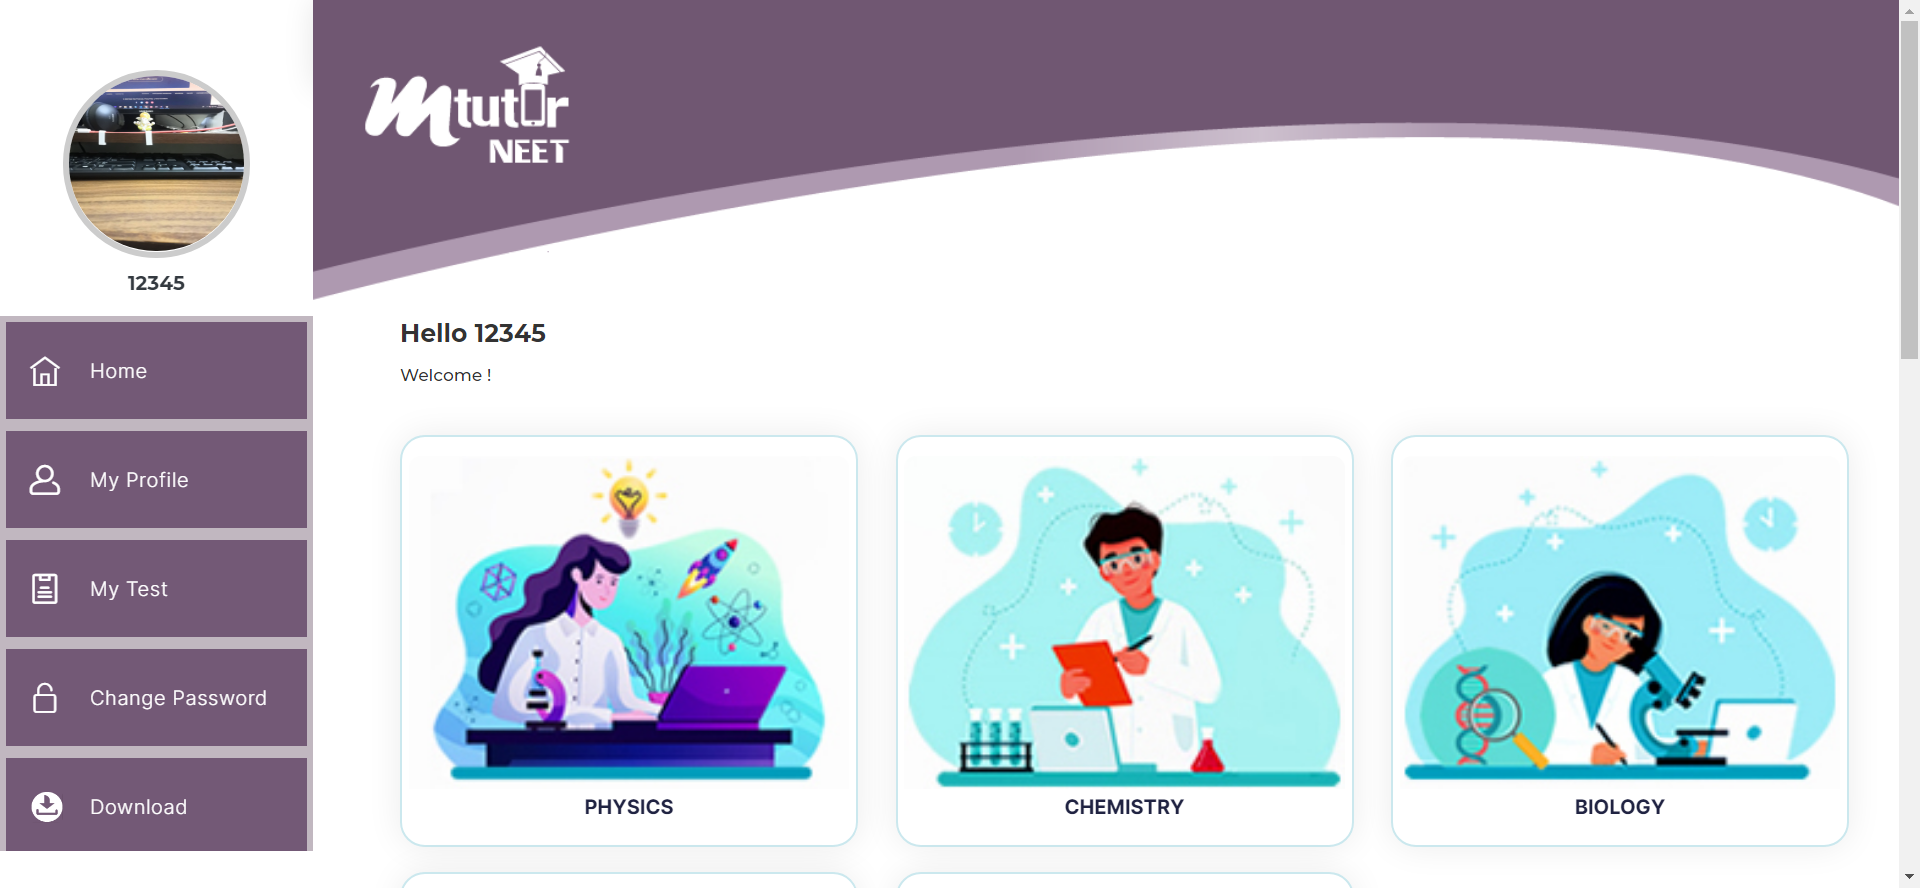 Mtutor
NEET
12345
Home
My Profile
My Test
Change Password
Download
Hello 12345
Welcome !
PHYSICS
CHEMISTRY
BIOLOGY